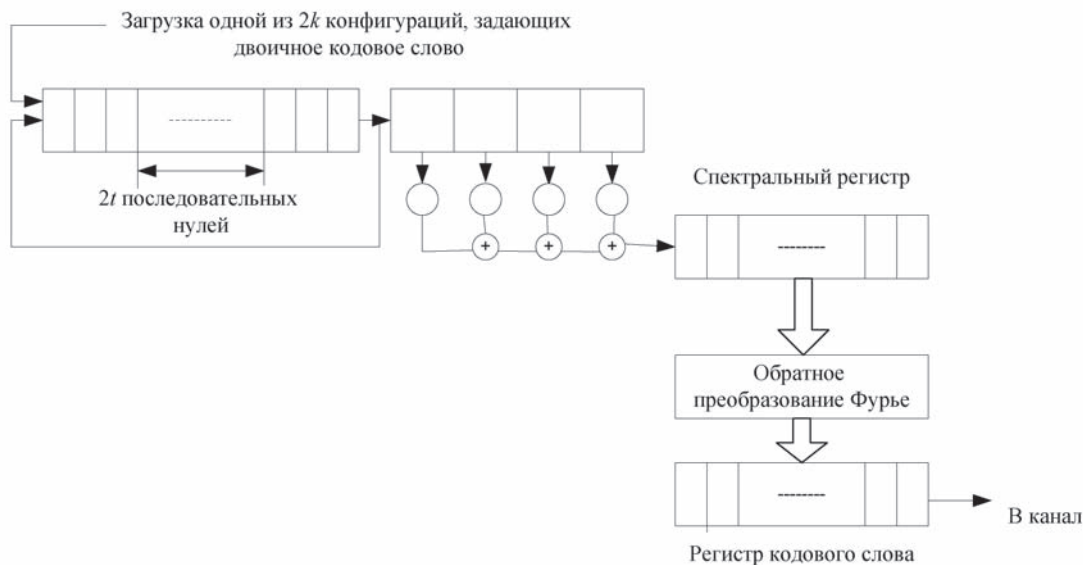 Загрузка одной из 2k конфигураций, задающих
двоичное кодовое слово
2t последовательных
нулей
Спектральный регистр
Обратное
преобразование Фурье
В канал
Регистр кодового слова